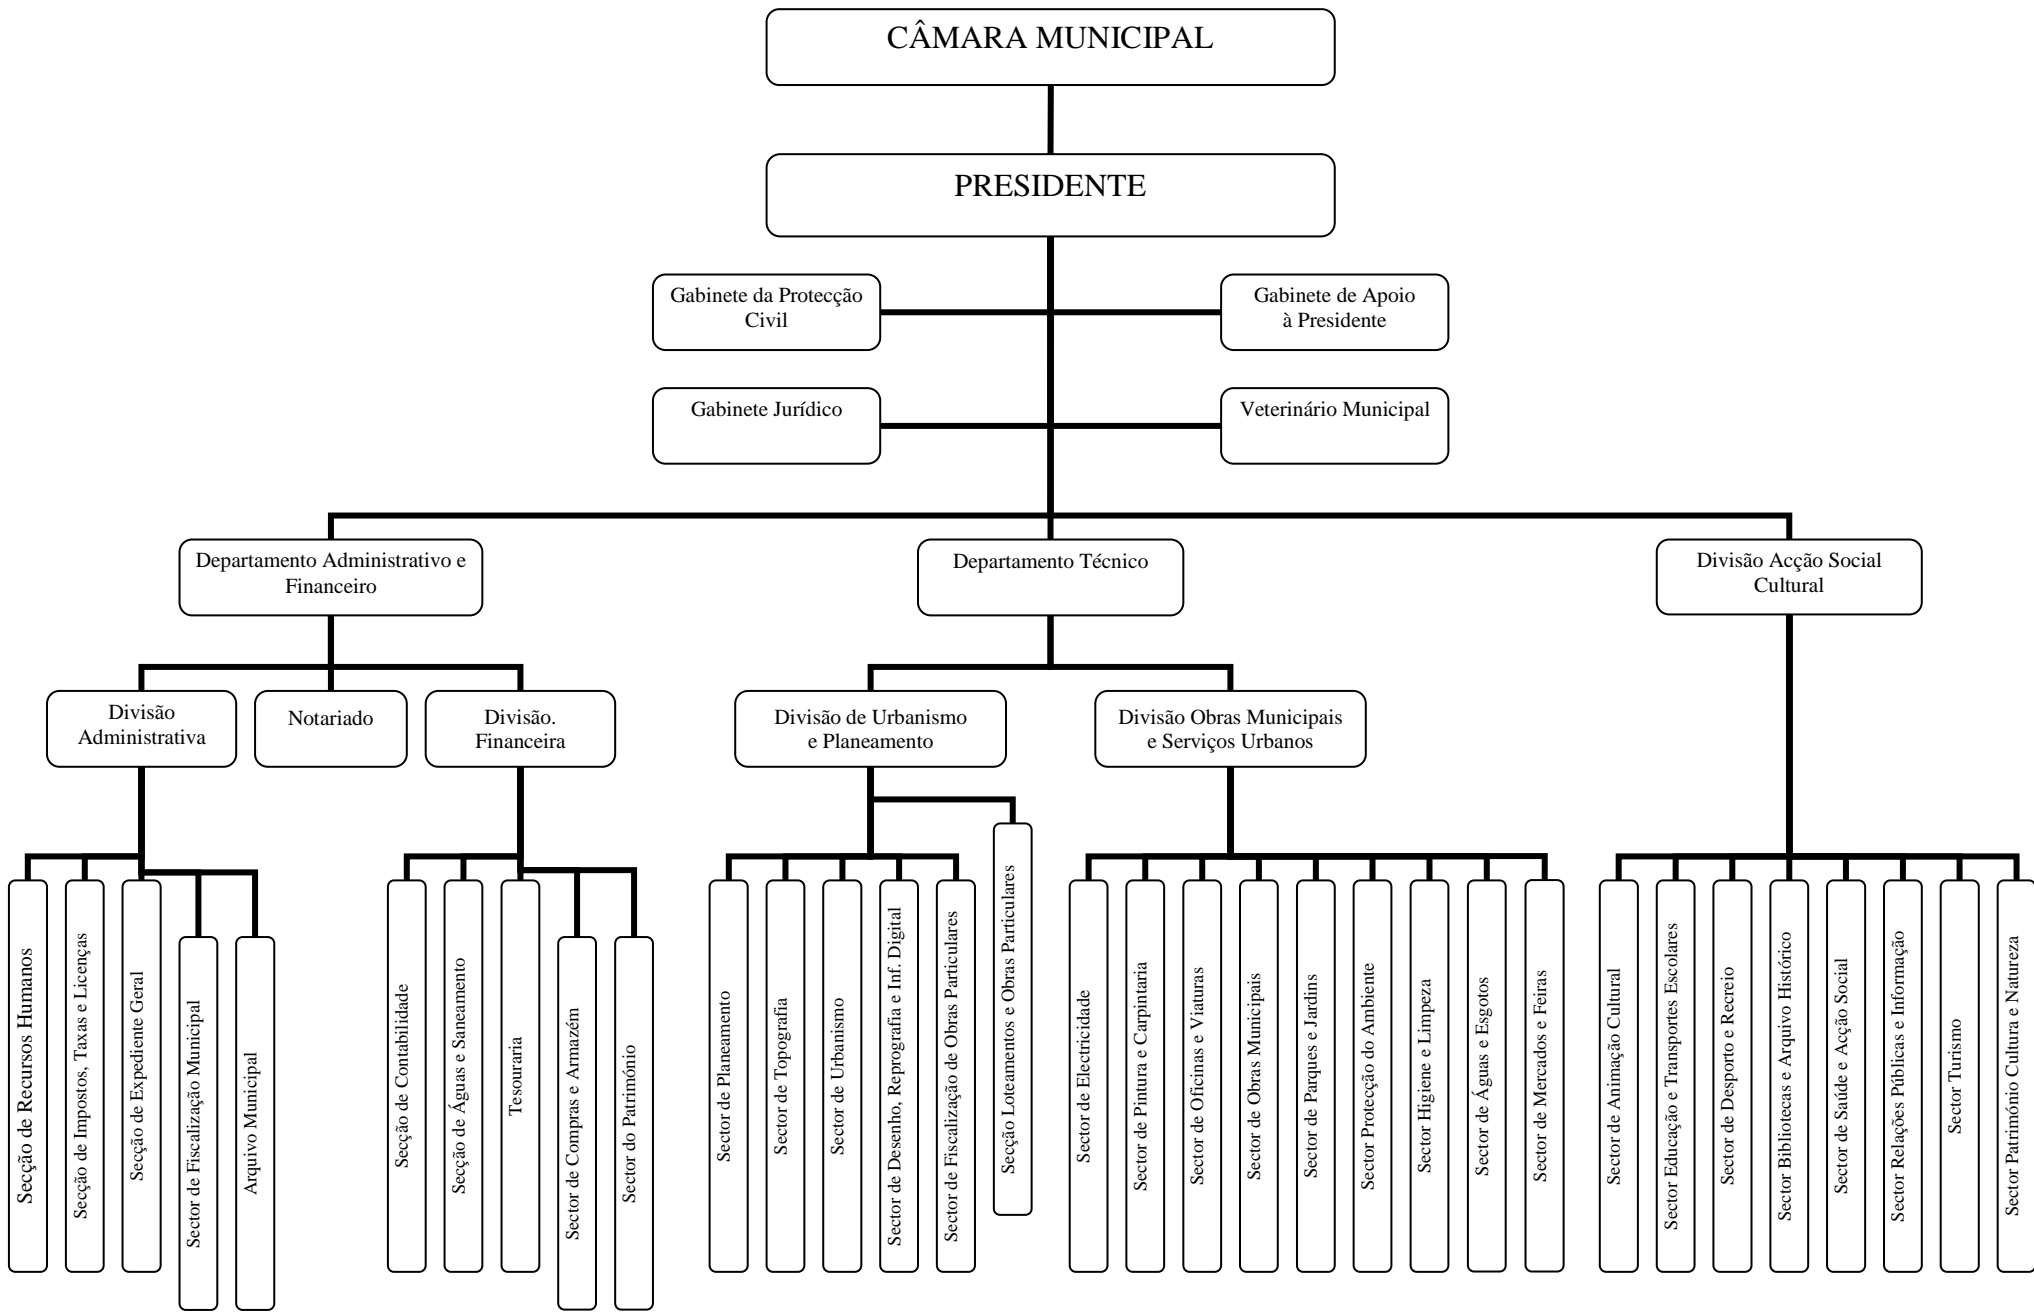 CÂMARA MUNICIPAL
PRESIDENTE
Gabinete da Protecção
Civil
Gabinete de Apoio
à Presidente
Gabinete Jurídico
Veterinário Municipal
Departamento Administrativo e
Financeiro
Departamento Técnico
Divisão Acção Social
Cultural
Divisão
Administrativa
Notariado
Divisão.
Financeira
Divisão de Urbanismo
e Planeamento
Divisão Obras Municipais
e Serviços Urbanos
Secção de Recursos Humanos
Secção de Impostos, Taxas e Licenças
Secção de Expediente Geral
Sector de Fiscalização Municipal
Arquivo Municipal
Secção de Contabilidade
Secção de Águas e Saneamento
Tesouraria
Sector de Compras e Armazém
Sector do Património
Sector de Planeamento
Sector de Topografia
Sector de Urbanismo
Sector de Desenho, Reprografia e Inf. Digital
Sector de Fiscalização de Obras Particulares
Secção Loteamentos e Obras Particulares
Sector de Electricidade
Sector de Pintura e Carpintaria
Sector de Oficinas e Viaturas
Sector de Obras Municipais
Sector de Parques e Jardins
Sector Protecção do Ambiente
Sector Higiene e Limpeza
Sector de Águas e Esgotos
Sector de Mercados e Feiras
Sector de Animação Cultural
Sector Educação e Transportes Escolares
Sector de Desporto e Recreio
Sector Bibliotecas e Arquivo Histórico
Sector de Saúde e Acção Social
Sector Relações Públicas e Informação
Sector Turismo
Sector Património Cultura e Natureza